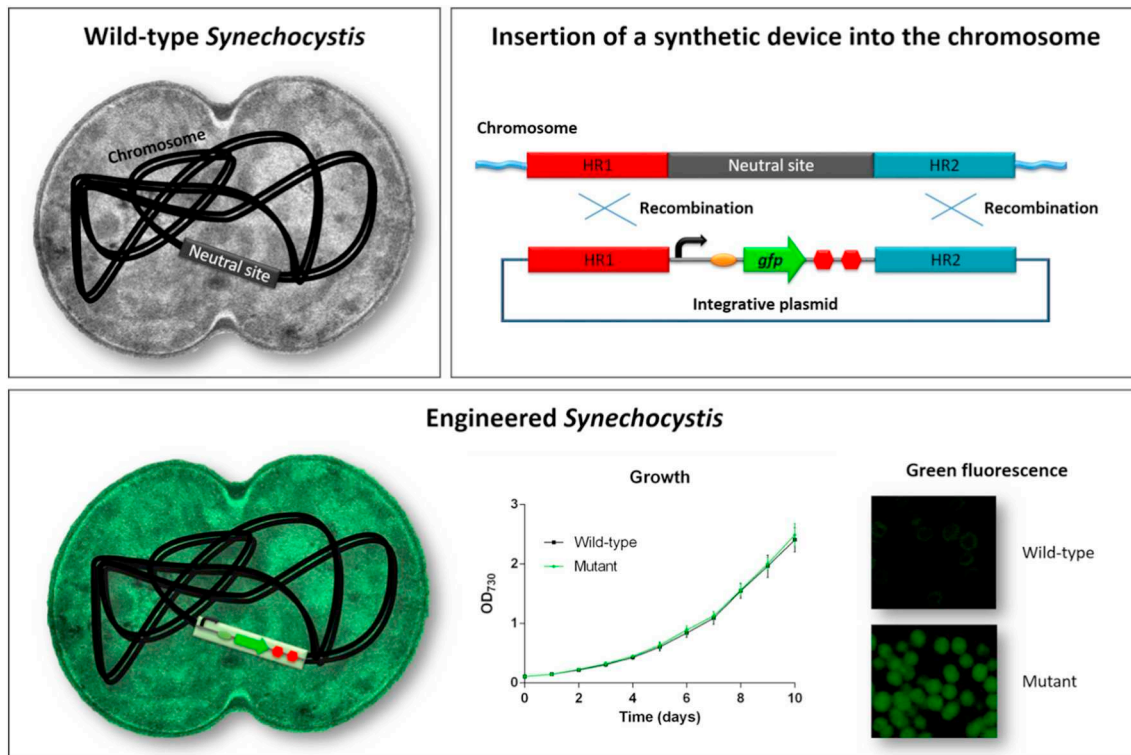 Wild-type Synechocystis
Chromosome
Neutral site
Insertion of a synthetic device into the chromosome
Chromosome
HR1 Neutral site HR2
Recombination Recombination
HR1 gfp HR2
Integrative plasmid
Engineered Synechocystis
Growth
3
2
1
0
OD730
Wild-type
Mutant
0 2 4 6 8 10
Time (days)
Green fluorescence
Wild-type
Mutant